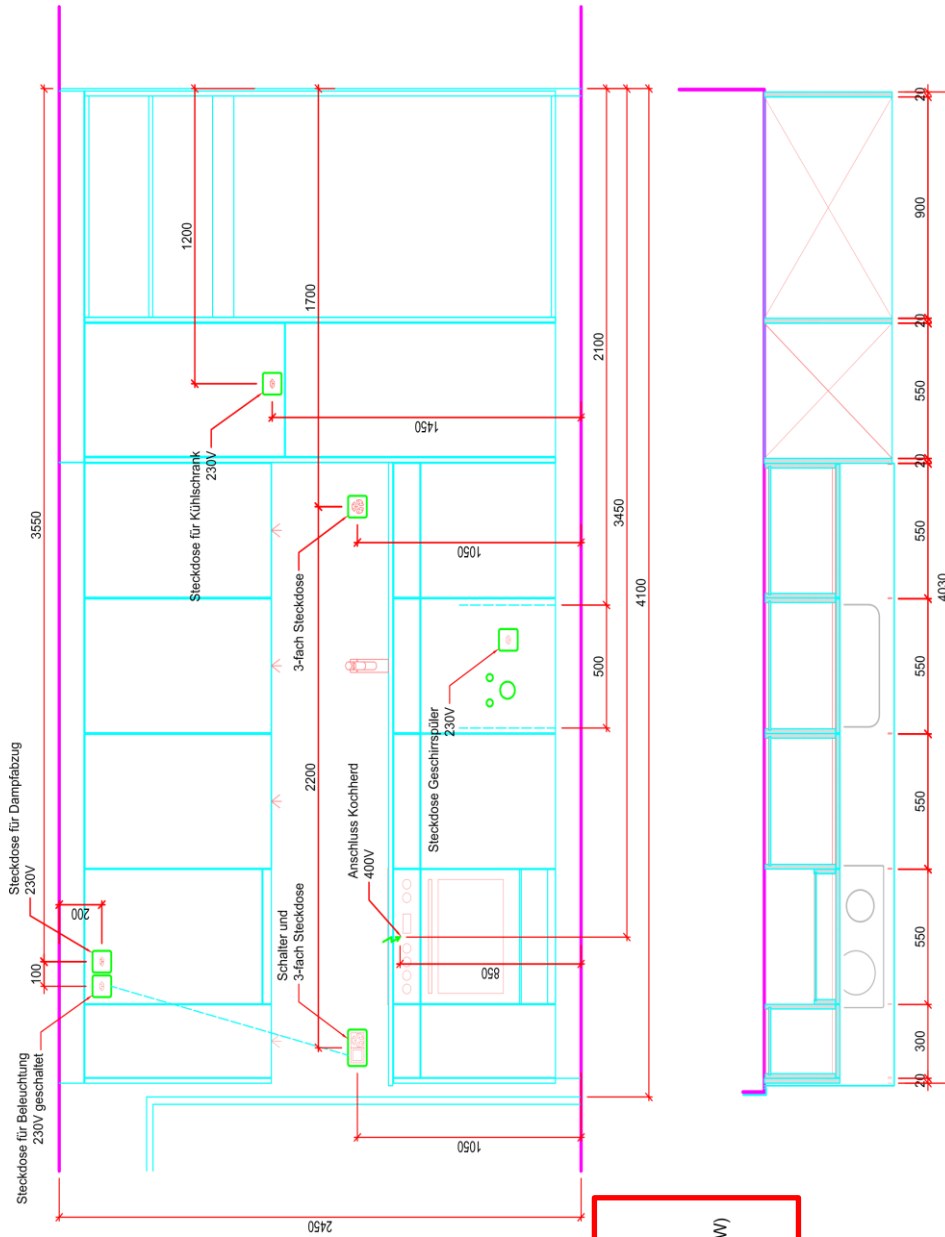 Steckdose für Beleuchtung
230V geschaltet
Steckdose für Dampfabzug
230V
Steckdose für Kühlschrank
230V
Schalter und
3-fach Steckdose
3-fach Steckdose
Anschluss Kochherd
400V
Steckdose Geschirrspüler
230V
3550
100
200
1200
1700
2200
1450
1050
1050
850
500
2100
3450
4100
2450
20
300
550
550
550
550
20
550
20
900
20
4030
W)